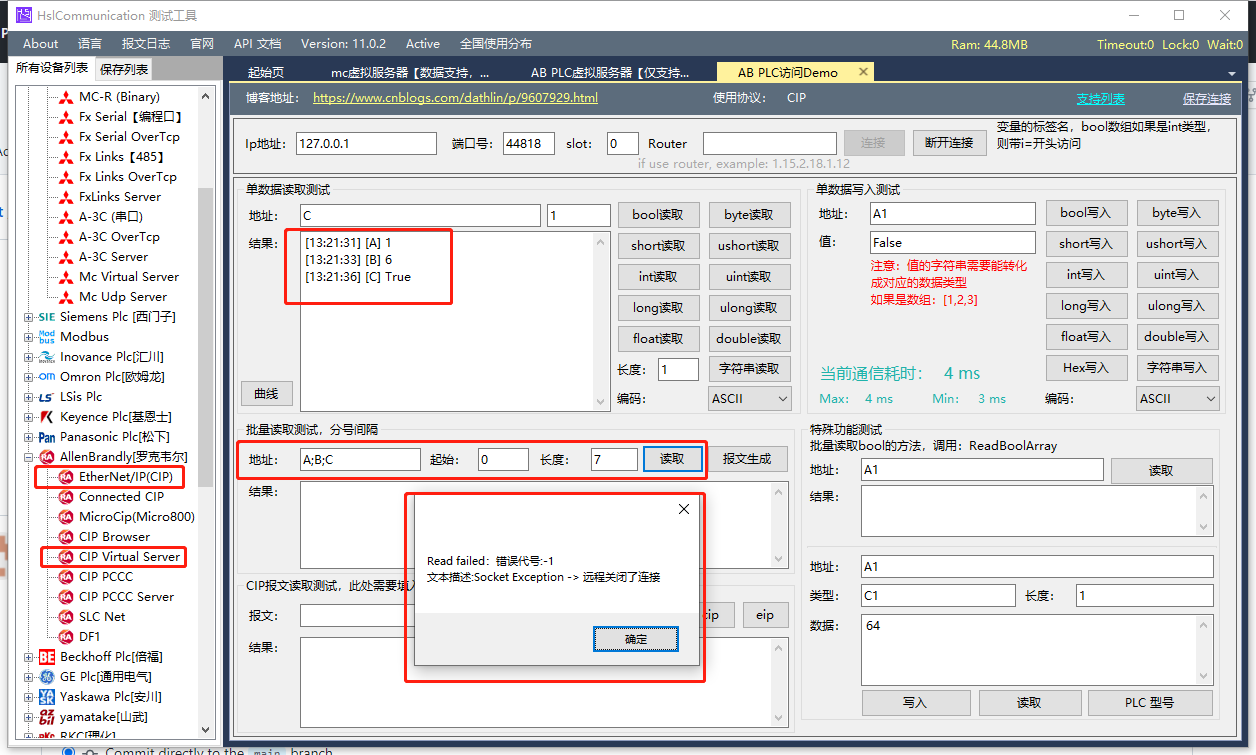 HslCommunication 测试工具
About 语言 报文日志 官网 API 文档 Version: 11.0.2 Active 全国使用分布 Ram: 44.8MB Timeout:0 Lock:0 Wait:0
所有设备列表 保存列表
MC-R (Binary)
Fx Serial【编程口】
Fx Serial OverTcp
Fx Links【485】
Fx Links OverTcp
FxLinks Server
A-3C (串口)
A-3C OverTcp
A-3C Server
Mc Virtual Server
Mc Udp Server
SIE Siemens Plc [西门子]
Mod bus Modbus
Inovance Plc[汇川]
om Omron Plc[欧姆龙]
LS LSis Plc
K Keyence Plc[基恩士]
Pan Panasonic Plc[松下]
RA AllenBrandly[罗克韦尔]
RA EtherNet/IP(CIP)
RA Connected CIP
RA MicroCip(Micro800)
RA CIP Browser
RA CIP Virtual Server
RA CIP PCCC
RA CIP PCCC Server
RA SLC Net
RA DF1
BE Beckhoff Plc[倍福]
GE Plc[通用电气]
YASK Yaskawa Plc[安川]
yamatake[山武]
RKC[理化]
起始页 mc虚拟服务器【数据支持，... AB PLC虚拟服务器【仅支持... AB PLC访问Demo
博客地址： https://www.cnblogs.com/dathlin/p/9607929.html 使用协议： CIP 支持列表 保存连接
Ip地址： 127.0.0.1 端口号： 44818 slot: 0 Router 连接 断开连接
变量的标签名，bool数组如果是int类型，
则带i=开头访问
if use router, example: 1.15.2.18.1.12
单数据读取测试
地址： C 1 bool读取 byte读取
结果： [13:21:31] [A] 1
[13:21:33] [B] 6
[13:21:36] [C] True
short读取 ushort读取
int读取 uint读取
long读取 ulong读取
float读取 double读取
长度： 1 字符串读取
曲线 编码： ASCII
单数据写入测试
地址： A1 bool写入 byte写入
值： False short写入 ushort写入
注意：值的字符串需要能转化
成对应的数据类型
如果是数组：[1,2,3]
int写入 uint写入
long写入 ulong写入
float写入 double写入
Hex写入 字符串写入
当前通信耗时： 4 ms
Max: 4 ms Min: 3 ms 编码： ASCII
批量读取测试，分号间隔
地址： A;B;C 起始： 0 长度： 7 读取 报文生成
结果：
Read failed：错误代号:-1
文本描述:Socket Exception -> 远程关闭了连接
确定
CIP报文读取测试，此处需要填入
报文： cip eip
结果：
特殊功能测试
批量读取bool的方法，调用：ReadBoolArray
地址： A1 读取
结果：
地址： A1
类型： C1 长度： 1
数据： 64
写入 读取 PLC 型号
Commit directly to the main branch